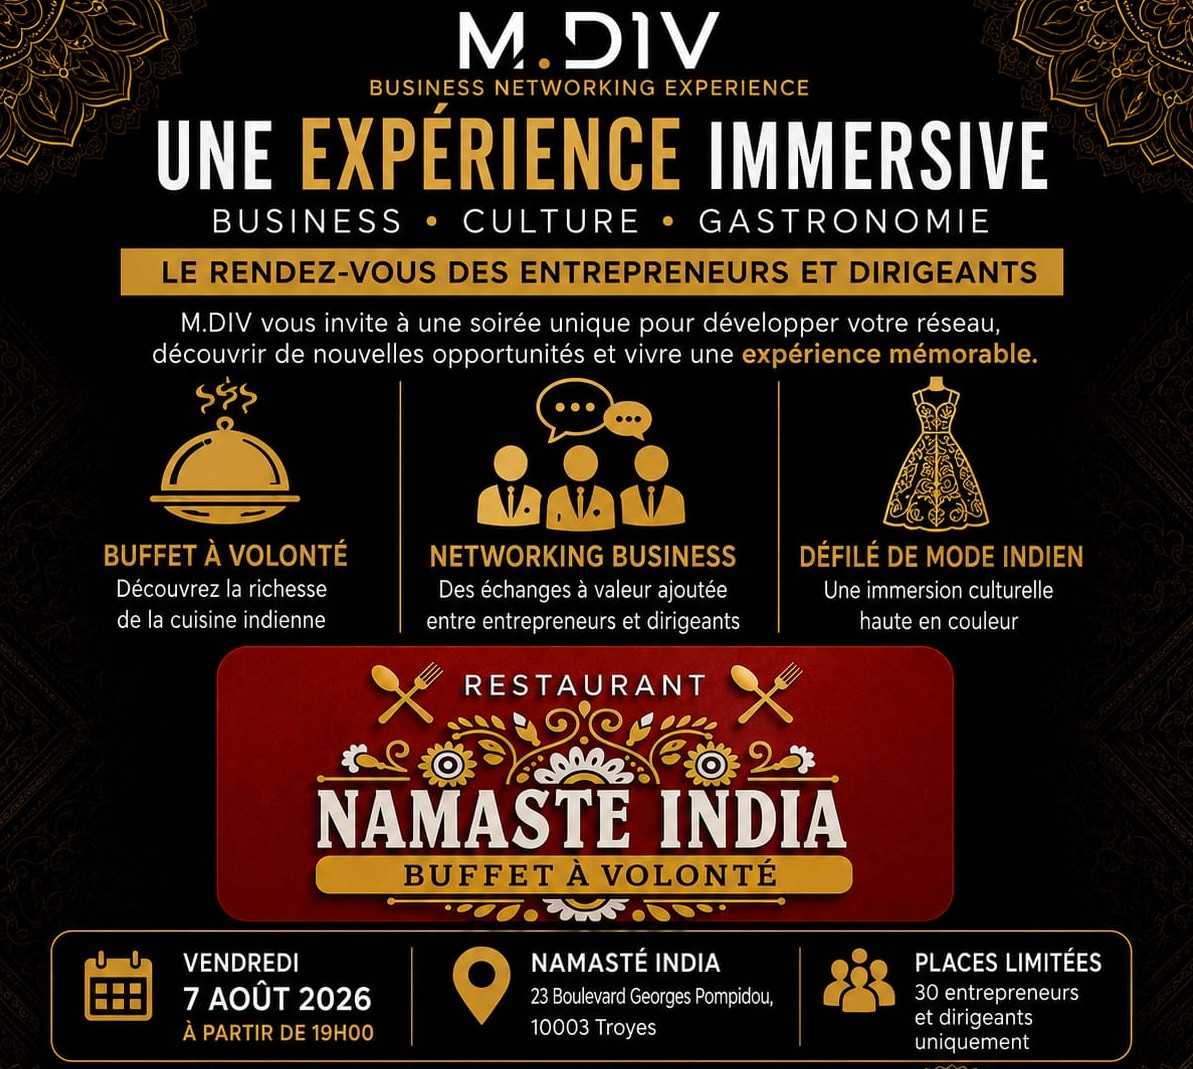 M.DIV
BUSINESS NETWORKING EXPERIENCE
UNE EXPÉRIENCE IMMERSIVE
BUSINESS • CULTURE • GASTRONOMIE
LE RENDEZ-VOUS DES ENTREPRENEURS ET DIRIGEANTS
M.DIV vous invite à une soirée unique pour développer votre réseau,
découvrir de nouvelles opportunités et vivre une expérience mémorable.
BUFFET À VOLONTÉ
Découvrez la richesse
de la cuisine indienne
NETWORKING BUSINESS
Des échanges à valeur ajoutée
entre entrepreneurs et dirigeants
DÉFILÉ DE MODE INDIEN
Une immersion culturelle
haute en couleur
RESTAURANT
NAMASTE INDIA
BUFFET À VOLONTÉ
VENDREDI
7 AOÛT 2026
À PARTIR DE 19H00
NAMASTÉ INDIA
23 Boulevard Georges Pompidou,
10003 Troyes
PLACES LIMITÉES
30 entrepreneurs
et dirigeants
uniquement